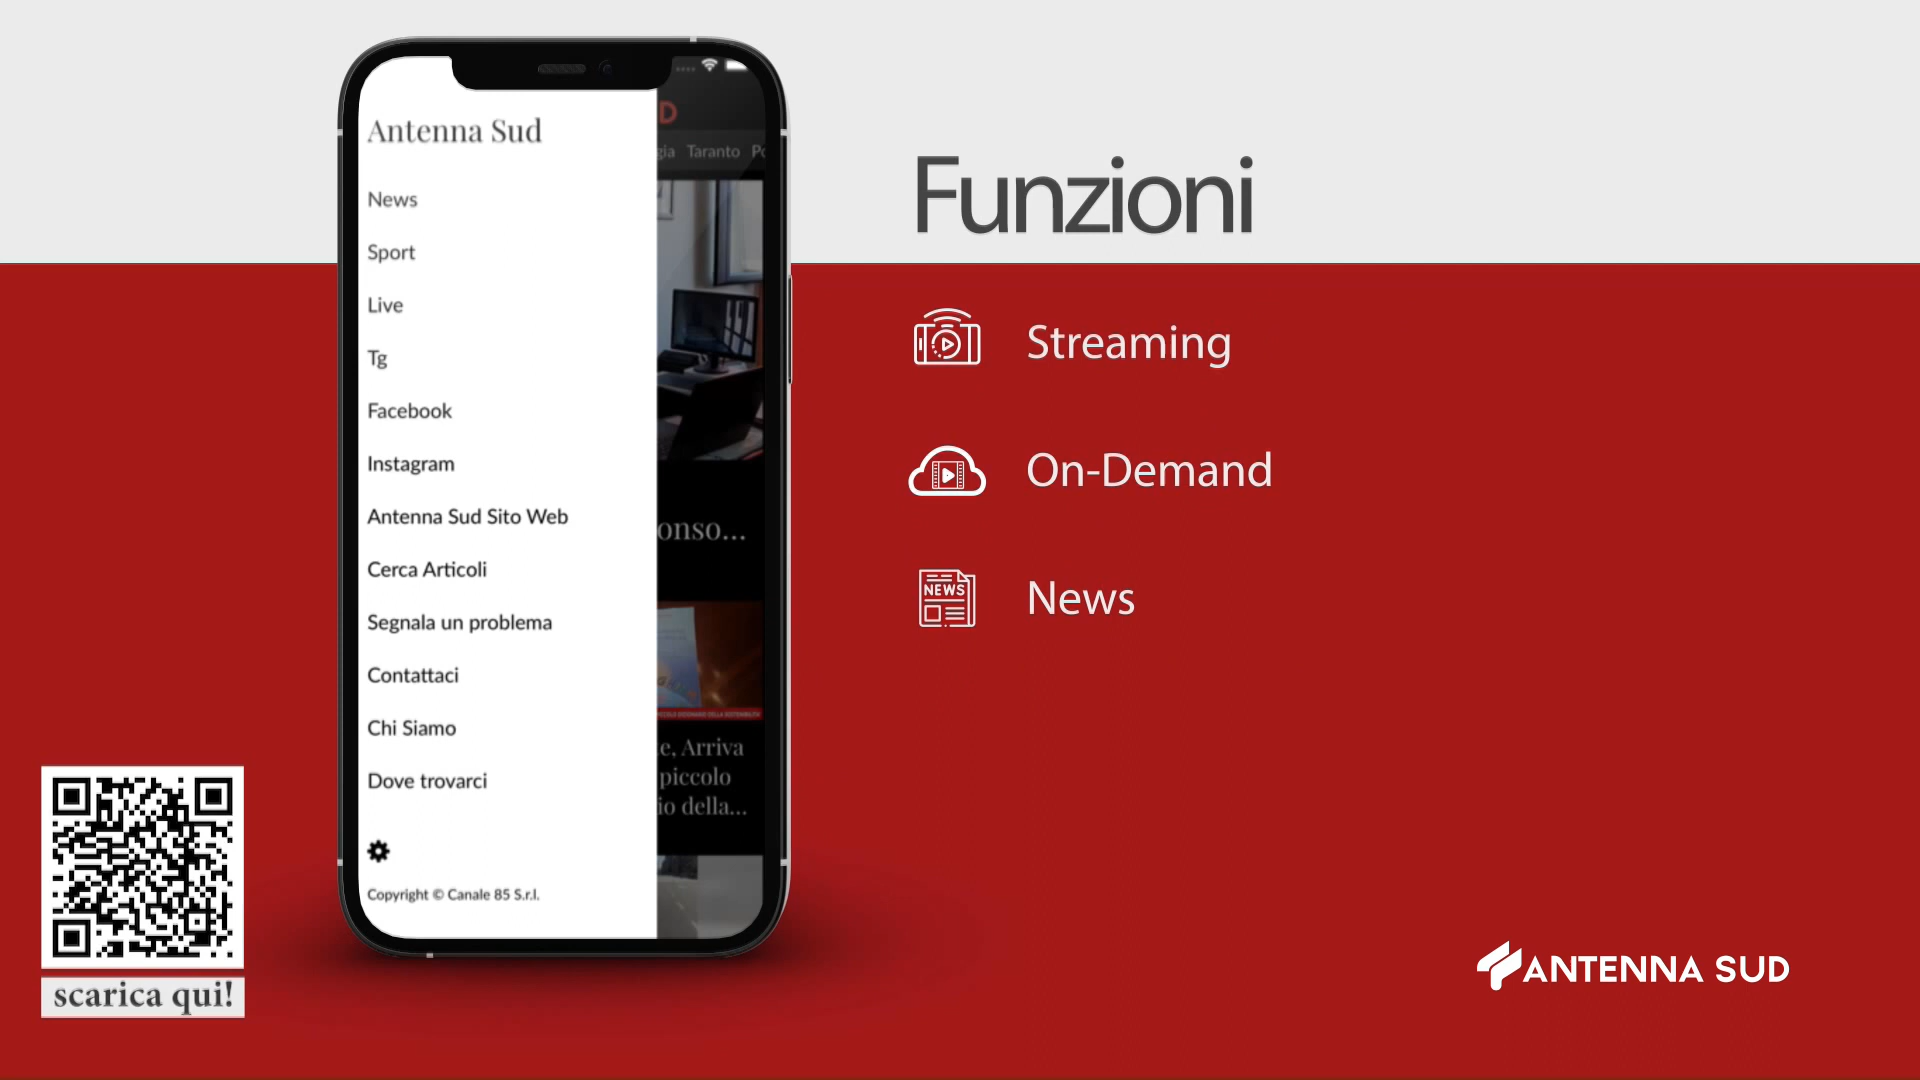 Antenna Sud
News
Sport
Live
Tg
Facebook
Instagram
Antenna Sud Sito Web
Cerca Articoli
Segnala un problema
Contattaci
Chi Siamo
Dove trovarci
Copyright © Canale 85 S.r.l.
D
gia Taranto Po
onso...
e, Arriva
piccolo
io della...
Funzioni
Streaming
On-Demand
NEWS
News
scarica qui!
ANTENNA SUD